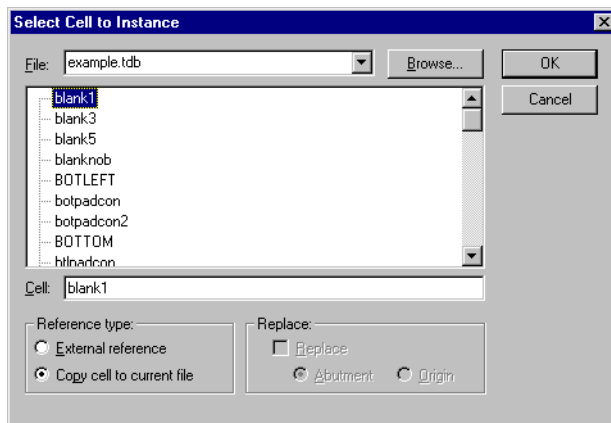 Select Cell to Instance
File: example.tdb Browse... OK
Cancel
blank1
blank3
blank5
blanknob
BOTLEFT
botpadcon
botpadcon2
BOTTOM
btlpadcon
Cell: blank1
Reference type:
External reference
Copy cell to current file
Replace:
Replace
Abutment Origin